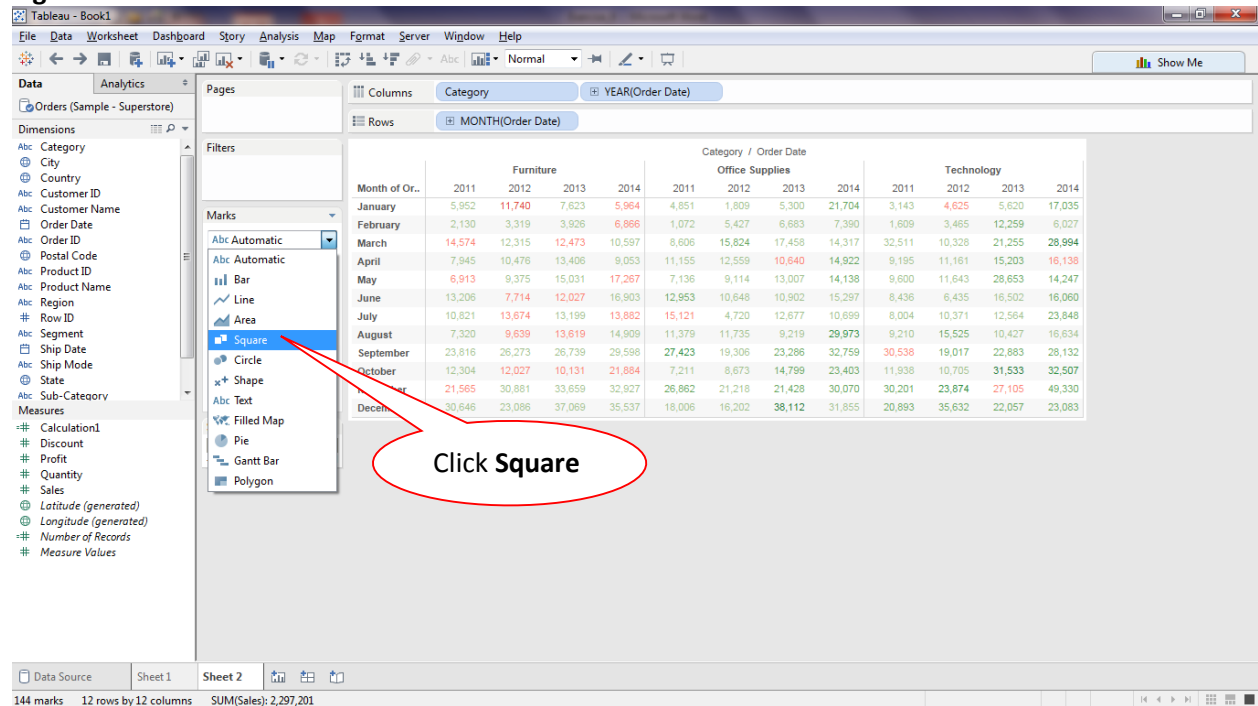 Tableau - Book1
File Data Worksheet Dashboard Story Analysis Map Format Server Window Help
Abc Normal Show Me
Data Analytics
Orders (Sample - Superstore)
Dimensions
Abc Category
City
Country
Abc Customer ID
Abc Customer Name
Order Date
Abc Order ID
Postal Code
Abc Product ID
Abc Product Name
Abc Region
# Row ID
Abc Segment
Ship Date
Abc Ship Mode
State
Abc Sub-Category
Measures
=# Calculation1
# Discount
# Profit
# Quantity
# Sales
Latitude (generated)
Longitude (generated)
=# Number of Records
# Measure Values
Pages
Filters
Marks
Abc Automatic
Abc Automatic
Bar
Line
Area
Square
Circle
Shape
Abc Text
Filled Map
Pie
Gantt Bar
Polygon
Columns Category YEAR(Order Date)
Rows MONTH(Order Date)
Category / Order Date
Furniture Office Supplies Technology
Month of Or.. 2011 2012 2013 2014 2011 2012 2013 2014 2011 2012 2013 2014
January 5,952 11,740 7,623 5,964 4,851 1,809 5,300 21,704 3,143 4,625 5,620 17,035
February 2,130 3,319 3,926 6,866 1,072 5,427 6,683 7,390 1,609 3,465 12,259 6,027
March 14,574 12,315 12,473 10,597 8,606 15,824 17,458 14,317 32,511 10,328 21,255 28,994
April 7,945 10,476 13,406 9,053 11,155 12,559 10,640 14,922 9,195 11,161 15,203 16,138
May 6,913 9,375 15,031 17,267 7,136 9,114 13,007 14,138 9,600 11,643 28,653 14,247
June 13,206 7,714 12,027 16,903 12,953 10,648 10,902 15,297 8,436 6,435 16,502 16,060
July 10,821 13,674 13,199 13,882 15,121 4,720 12,677 10,699 8,004 10,371 12,564 23,848
August 7,320 9,639 13,619 14,909 11,379 11,735 9,219 29,973 9,210 15,525 10,427 16,634
September 23,816 26,273 26,739 29,598 27,423 19,306 23,286 32,759 30,538 19,017 22,883 28,132
October 12,304 12,027 10,131 21,884 7,211 8,673 14,799 23,403 11,938 10,705 31,533 32,507
21,565 30,881 33,659 32,927 26,862 21,218 21,428 30,070 30,201 23,874 27,105 49,330
Decem 30,646 23,086 37,069 35,537 18,006 16,202 38,112 31,855 20,893 35,632 22,057 23,083
Click Square
Data Source Sheet 1 Sheet 2
144 marks 12 rows by 12 columns SUM(Sales): 2,297,201